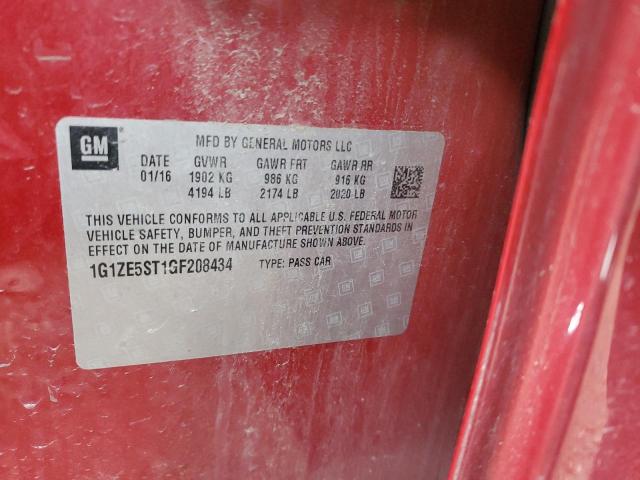 GM
MFD BY GENERAL MOTORS LLC
DATE GVWR GAWR FRT GAWR RR
01/16 1902 KG 986 KG 916 KG
4194 LB 2174 LB 2020 LB
THIS VEHICLE CONFORMS TO ALL APPLICABLE U.S. FEDERAL MOTOR
VEHICLE SAFETY, BUMPER, AND THEFT PREVENTION STANDARDS IN
EFFECT ON THE DATE OF MANUFACTURE SHOWN ABOVE.
1G1ZE5ST1GF208434 TYPE: PASS CAR